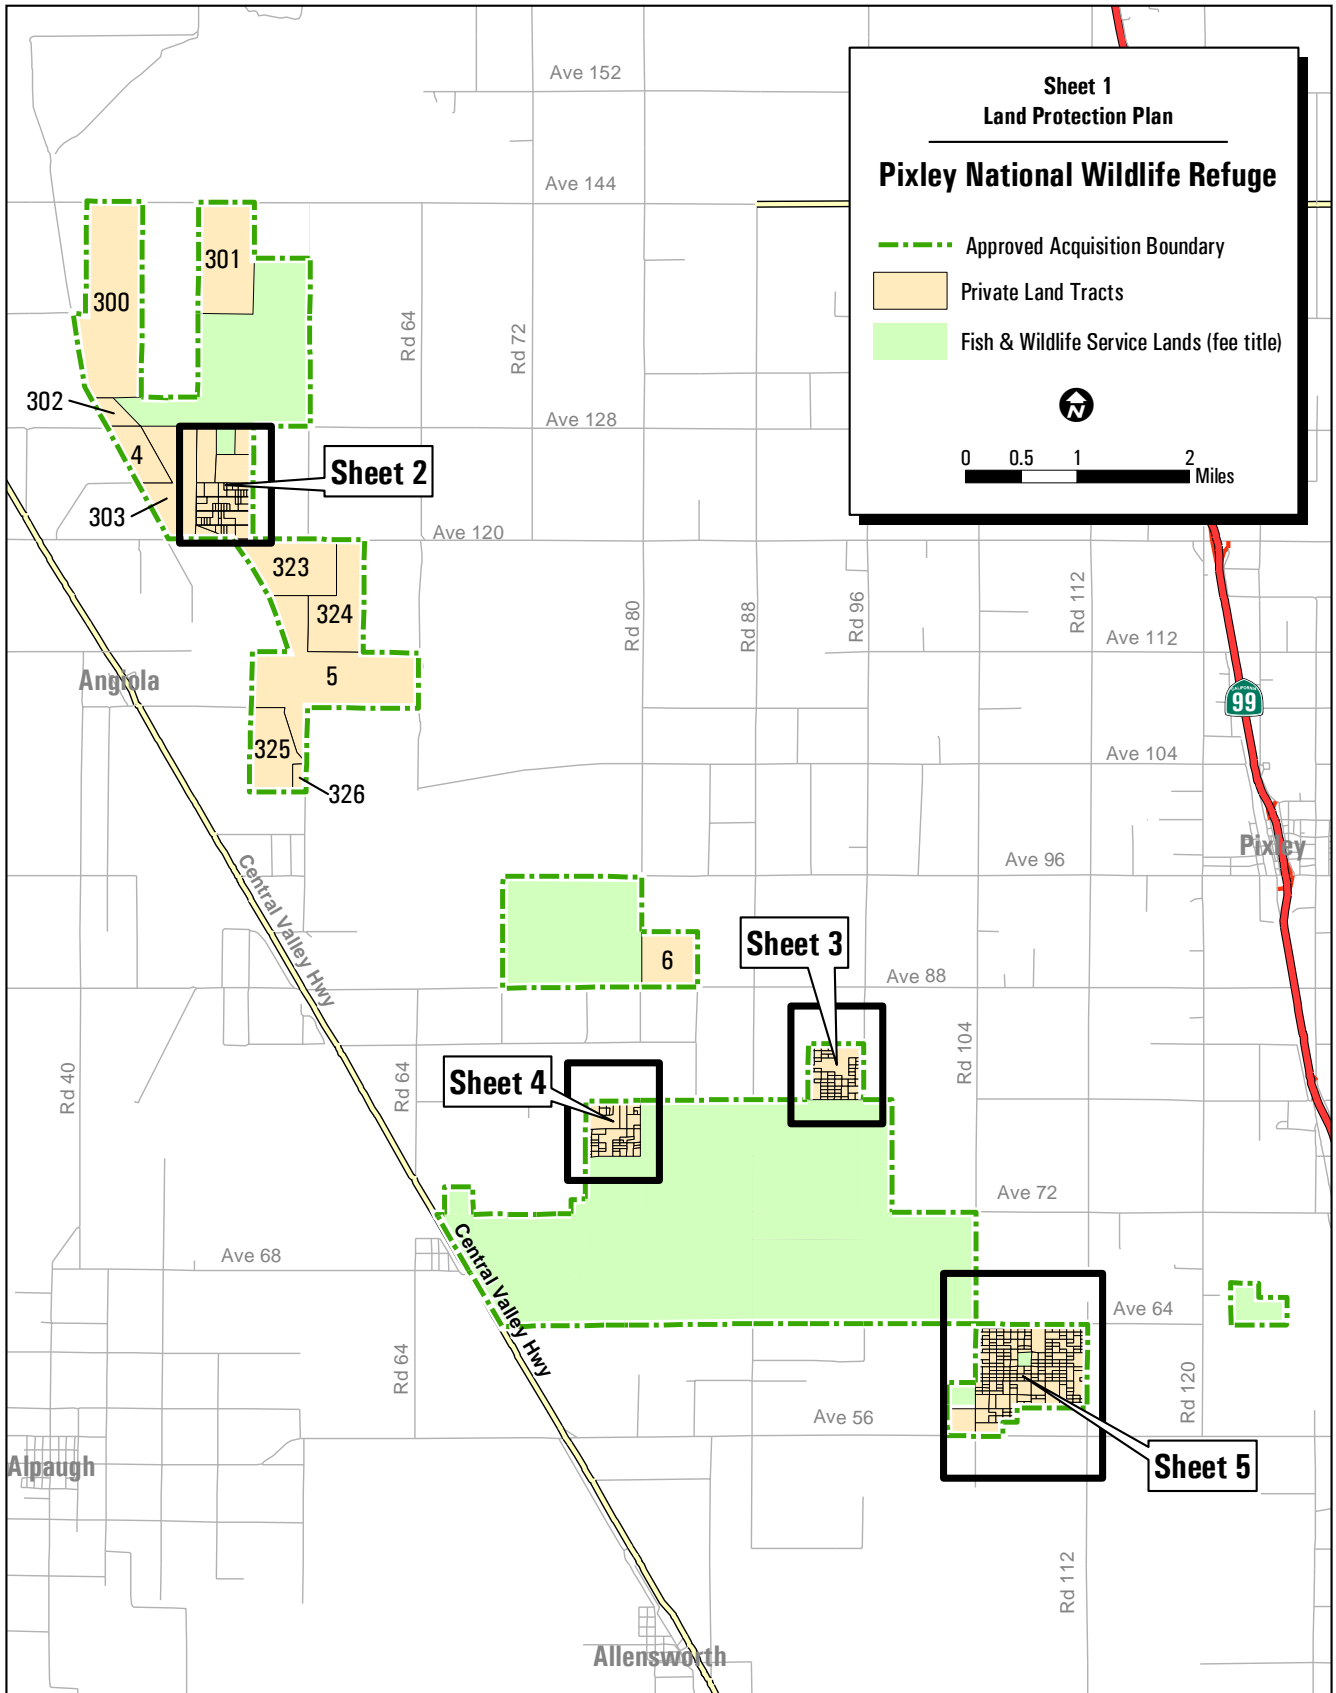 Sheet 1
Land Protection Plan
Pixley National Wildlife Refuge
Approved Acquisition Boundary
Private Land Tracts
Fish & Wildlife Service Lands (fee title)
N
0 0.5 1 2
Miles
Ave 152
Ave 144
301
300
Rd 64
Rd 72
302
Ave 128
4
Sheet 2
303
Ave 120
323
324
Rd 80
Rd 88
Rd 96
Rd 112
Ave 112
5
Angiola
CALIFORNIA
99
325
Ave 104
326
Pixley
Ave 96
Central Valley Hwy
Sheet 3
6
Ave 88
Rd 40
Rd 64
Rd 104
Sheet 4
Ave 72
Ave 68
Central Valley Hwy
Ave 64
Rd 64
Rd 120
Ave 56
Alpaugh
Sheet 5
Rd 112
Allensworth